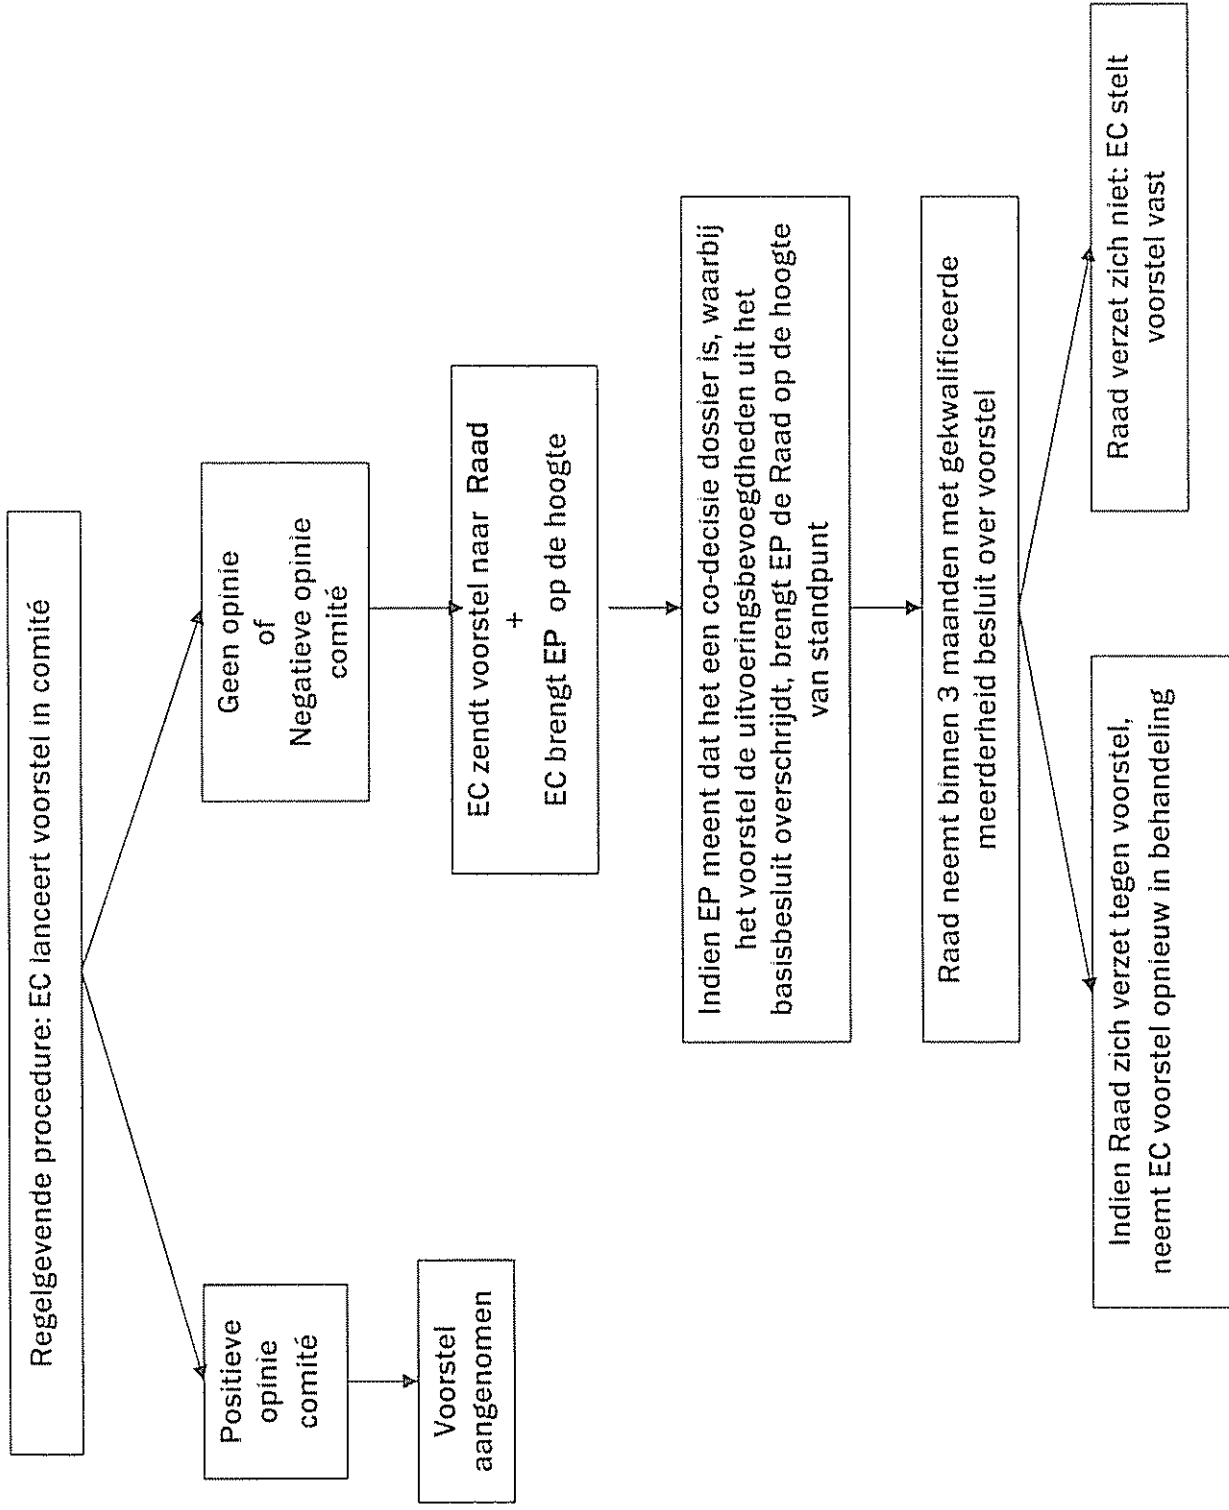 Regelgevende procedure: EC lanceert voorstel in comité
Positieve
opinie
comité
Voorstel
aangenomen
Geen opinie
of
Negatieve opinie
comité
EC zendt voorstel naar Raad
+
EC brengt EP op de hoogte
Indien EP meent dat het een co-decisie dossier is, waarbij
het voorstel de uitvoeringsbevoegdheden uit het
basisbesluit overschrijdt, brengt EP de Raad op de hoogte
van standpunt
Raad neemt binnen 3 maanden met gekwalificeerde
meerderheid besluit over voorstel
Indien Raad zich verzet tegen voorstel,
neemt EC voorstel opnieuw in behandeling
Raad verzet zich niet: EC stelt
voorstel vast